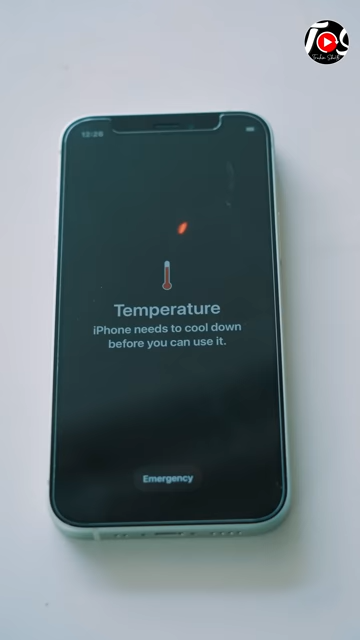 12:26
Temperature
iPhone needs to cool down
before you can use it.
Emergency